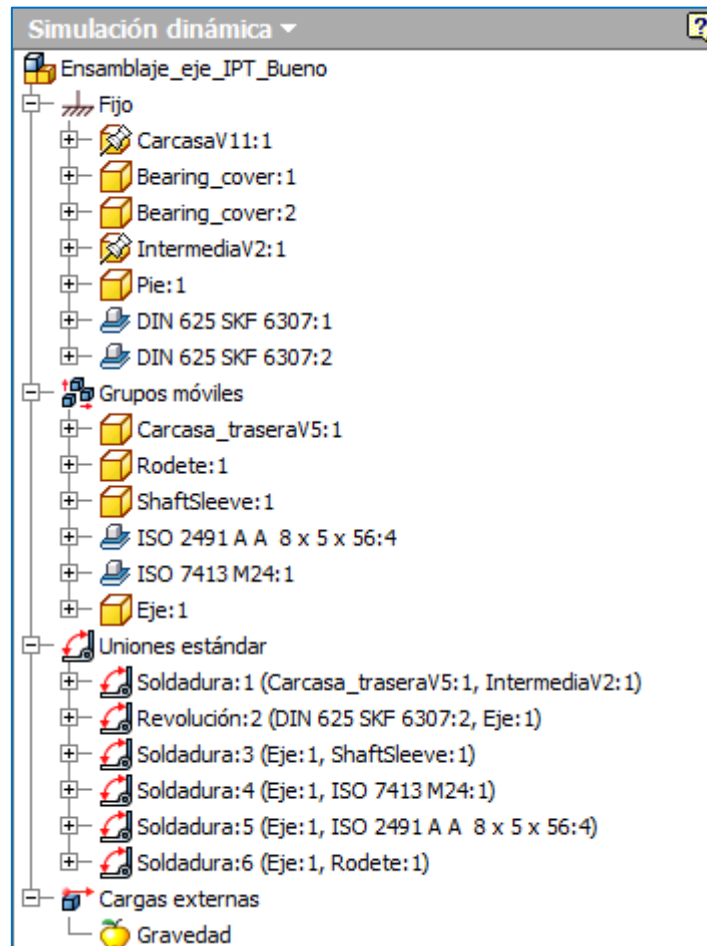 Simulación dinámica
?
Ensamblaje_eje_IPT_Bueno
Fijo
CarcasaV11:1
Bearing_cover:1
Bearing_cover:2
IntermediaV2:1
Pie:1
DIN 625 SKF 6307:1
DIN 625 SKF 6307:2
Grupos móviles
Carcasa_traseraV5:1
Rodete:1
ShaftSleeve:1
ISO 2491 A A 8 x 5 x 56:4
ISO 7413 M24:1
Eje:1
Uniones estándar
Soldadura:1 (Carcasa_traseraV5:1, IntermediaV2:1)
Revolución:2 (DIN 625 SKF 6307:2, Eje:1)
Soldadura:3 (Eje:1, ShaftSleeve:1)
Soldadura:4 (Eje:1, ISO 7413 M24:1)
Soldadura:5 (Eje:1, ISO 2491 A A 8 x 5 x 56:4)
Soldadura:6 (Eje:1, Rodete:1)
Cargas externas
Gravedad